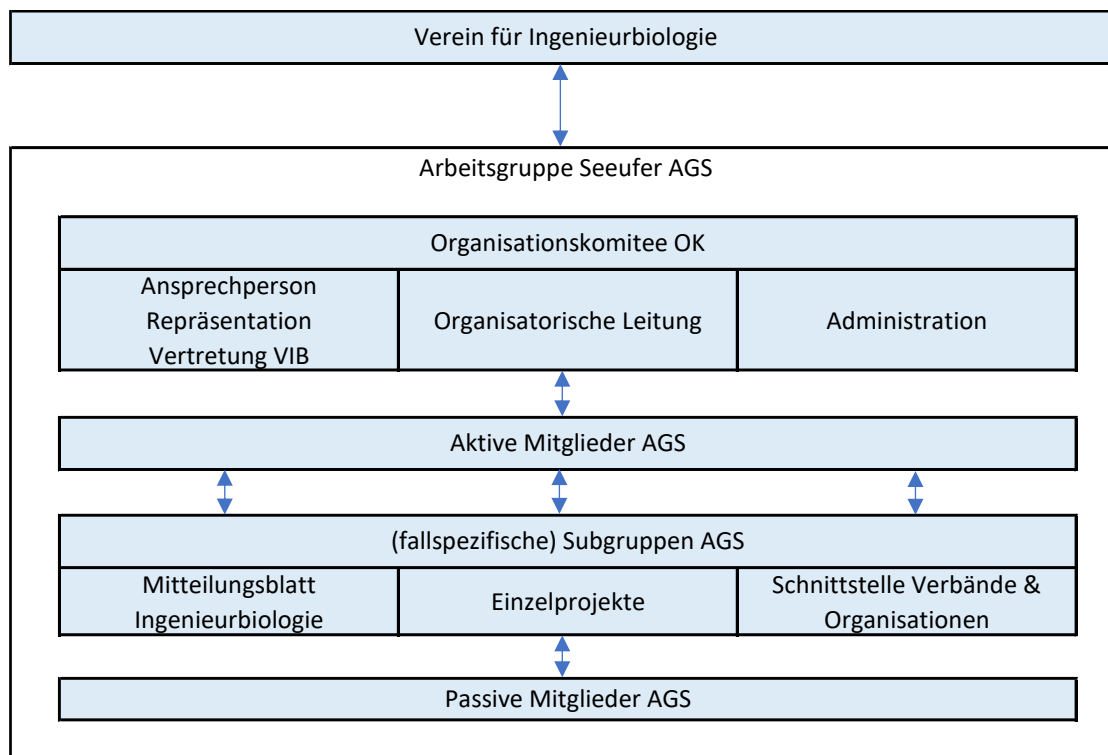 Verein für Ingenieurbiologie
Arbeitsgruppe Seeufer AGS
Organisationskomitee OK
Ansprechperson
Repräsentation
Vertretung VIB
Organisatorische Leitung
Administration
Aktive Mitglieder AGS
(fallspezifische) Subgruppen AGS
Mitteilungsblatt
Ingenieurbiologie
Einzelprojekte
Schnittstelle Verbände &
Organisationen
Passive Mitglieder AGS